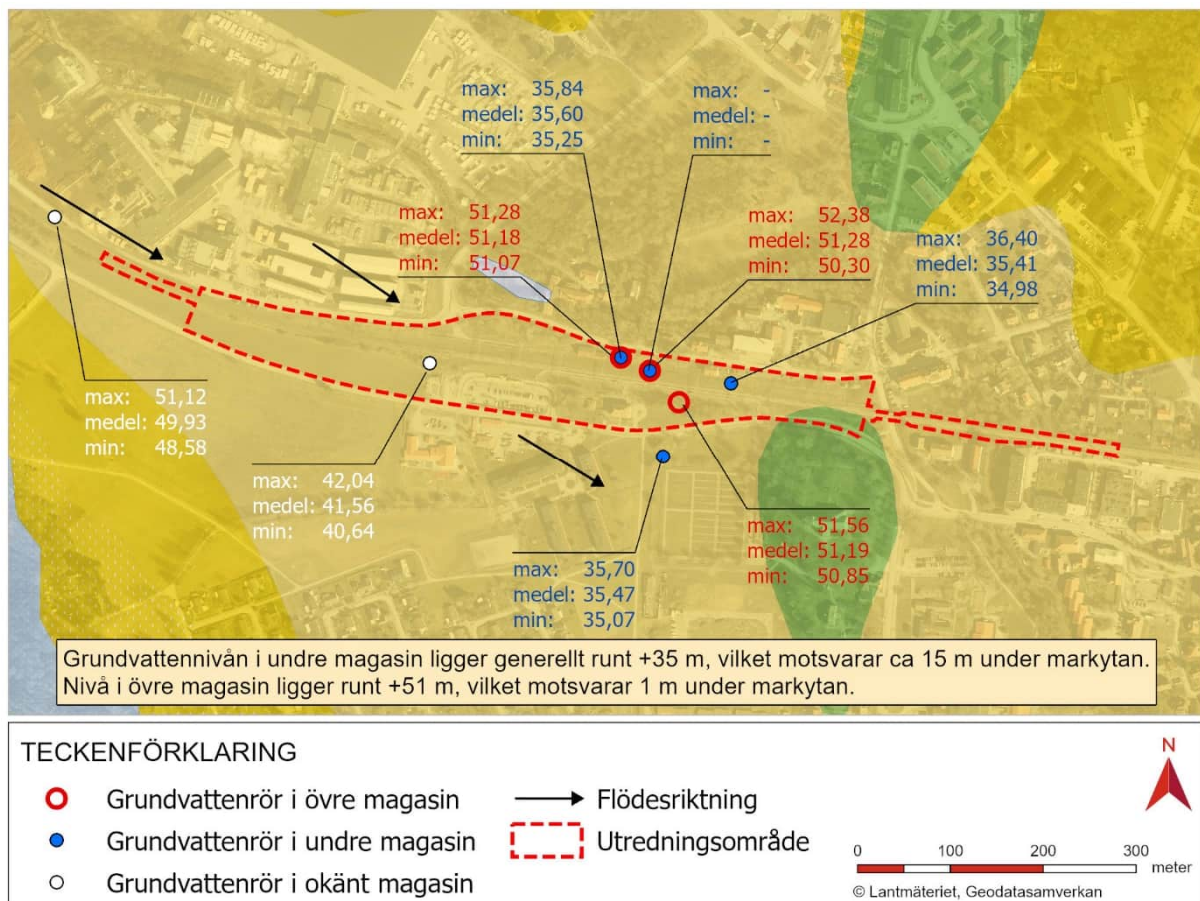 max: 35,84
medel: 35,60
min: 35,25
max: -
medel: -
min: -
max: 51,28
medel: 51,18
min: 51,07
max: 52,38
medel: 51,28
min: 50,30
max: 36,40
medel: 35,41
min: 34,98
max: 51,12
medel: 49,93
min: 48,58
max: 42,04
medel: 41,56
min: 40,64
max: 35,70
medel: 35,47
min: 35,07
max: 51,56
medel: 51,19
min: 50,85
Grundvattennivån i undre magasin ligger generellt runt +35 m, vilket motsvarar ca 15 m under markytan.
Nivå i övre magasin ligger runt +51 m, vilket motsvarar 1 m under markytan.
TECKENFÖRKLARING
Grundvattenrör i övre magasin
Grundvattenrör i undre magasin
Grundvattenrör i okänt magasin
Flödesriktning
Utredningsområde
N
0 100 200 300
meter
© Lantmäteriet, Geodatasamverkan